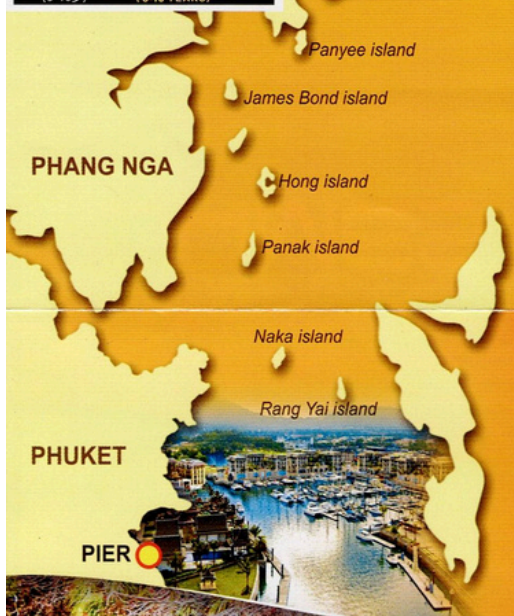 Panyee island
James Bond island
PHANG NGA
Hong island
Panak island
Naka island
Rang Yai island
PHUKET
PIER